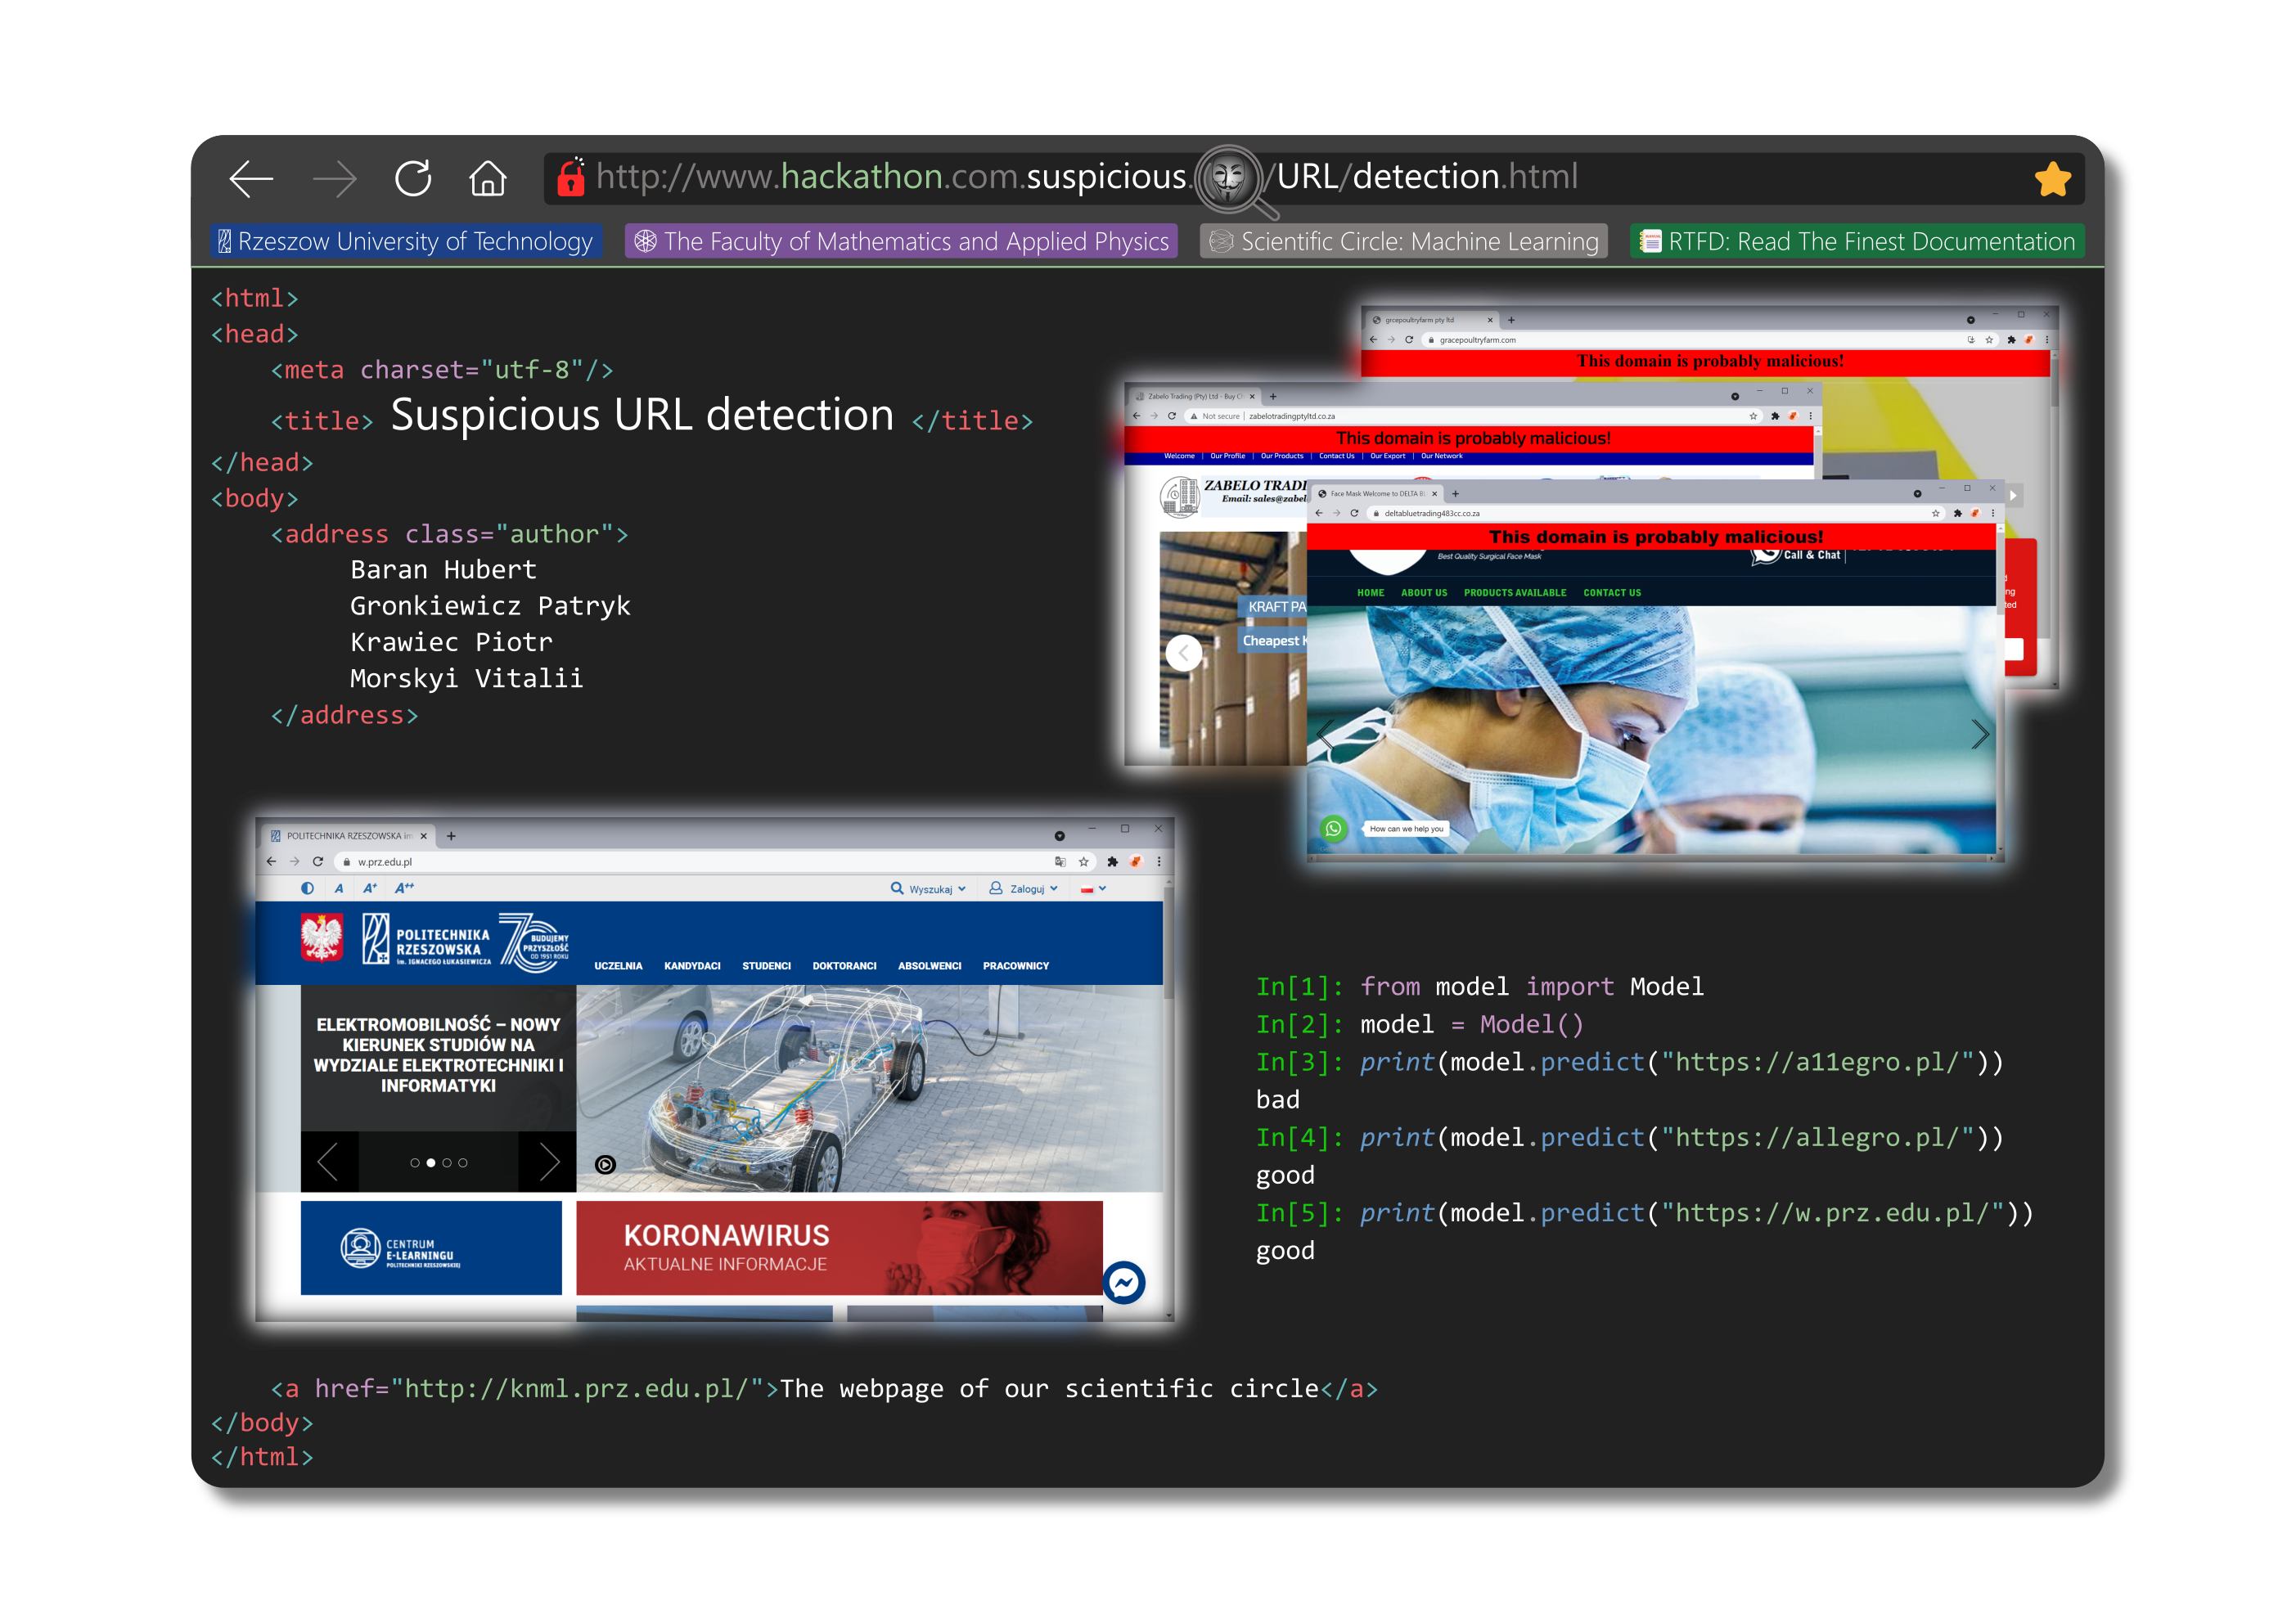 http://www.hackathon.com.suspicious. /URL/detection.html
Rzeszow University of Technology
The Faculty of Mathematics and Applied Physics
Scientific Circle: Machine Learning
RTFD: Read The Finest Documentation
<html>
<head>
<meta charset="utf-8"/>
<title> Suspicious URL detection </title>
</head>
<body>
<address class="author">
Baran Hubert
Gronkiewicz Patryk
Krawiec Piotr
Morskyi Vitalii
</address>
grcepoultryfarm pty ltd
gracepoultryfarm.com
This domain is probably malicious!
Zabelo Trading (Pty) Ltd - Buy C
Not secure | zabelotradingptyltd.co.za
This domain is probably malicious!
Welcome | Our Profile | Our Products | Contact Us | Our Export | Our Network
ZABELO TRADI
Email: sales@zabel
KRAFT PA
Cheapest K
Face Mask Welcome to DELTA
deltabluetrading483cc.co.za
This domain is probably malicious!
Best Quality Surgical Face Mask
Call & Chat
HOME ABOUT US PRODUCTS AVAILABLE CONTACT US
How can we help you
POLITECHNIKA RZESZOWSKA im
w.prz.edu.pl
A A+ A++
Wyszukaj
Zaloguj
POLITECHNIKA
RZESZOWSKA
im. IGNACEGO ŁUKASIEWICZA
70
BUDUJEMY
PRZYSZŁOŚĆ
OD 1951 ROKU
UCZELNIA KANDYDACI STUDENCI DOKTORANCI ABSOLWENCI PRACOWNICY
ELEKTROMOBILNOŚĆ – NOWY
KIERUNEK STUDIÓW NA
WYDZIALE ELEKTROTECHNIKI I
INFORMATYKI
CENTRUM
E-LEARNINGU
POLITECHNIKI RZESZOWSKIEJ
KORONAWIRUS
AKTUALNE INFORMACJE
In[1]: from model import Model
In[2]: model = Model()
In[3]: print(model.predict("https://a11egro.pl/"))
bad
In[4]: print(model.predict("https://allegro.pl/"))
good
In[5]: print(model.predict("https://w.prz.edu.pl/"))
good
<a href="http://knml.prz.edu.pl/">The webpage of our scientific circle</a>
</body>
</html>